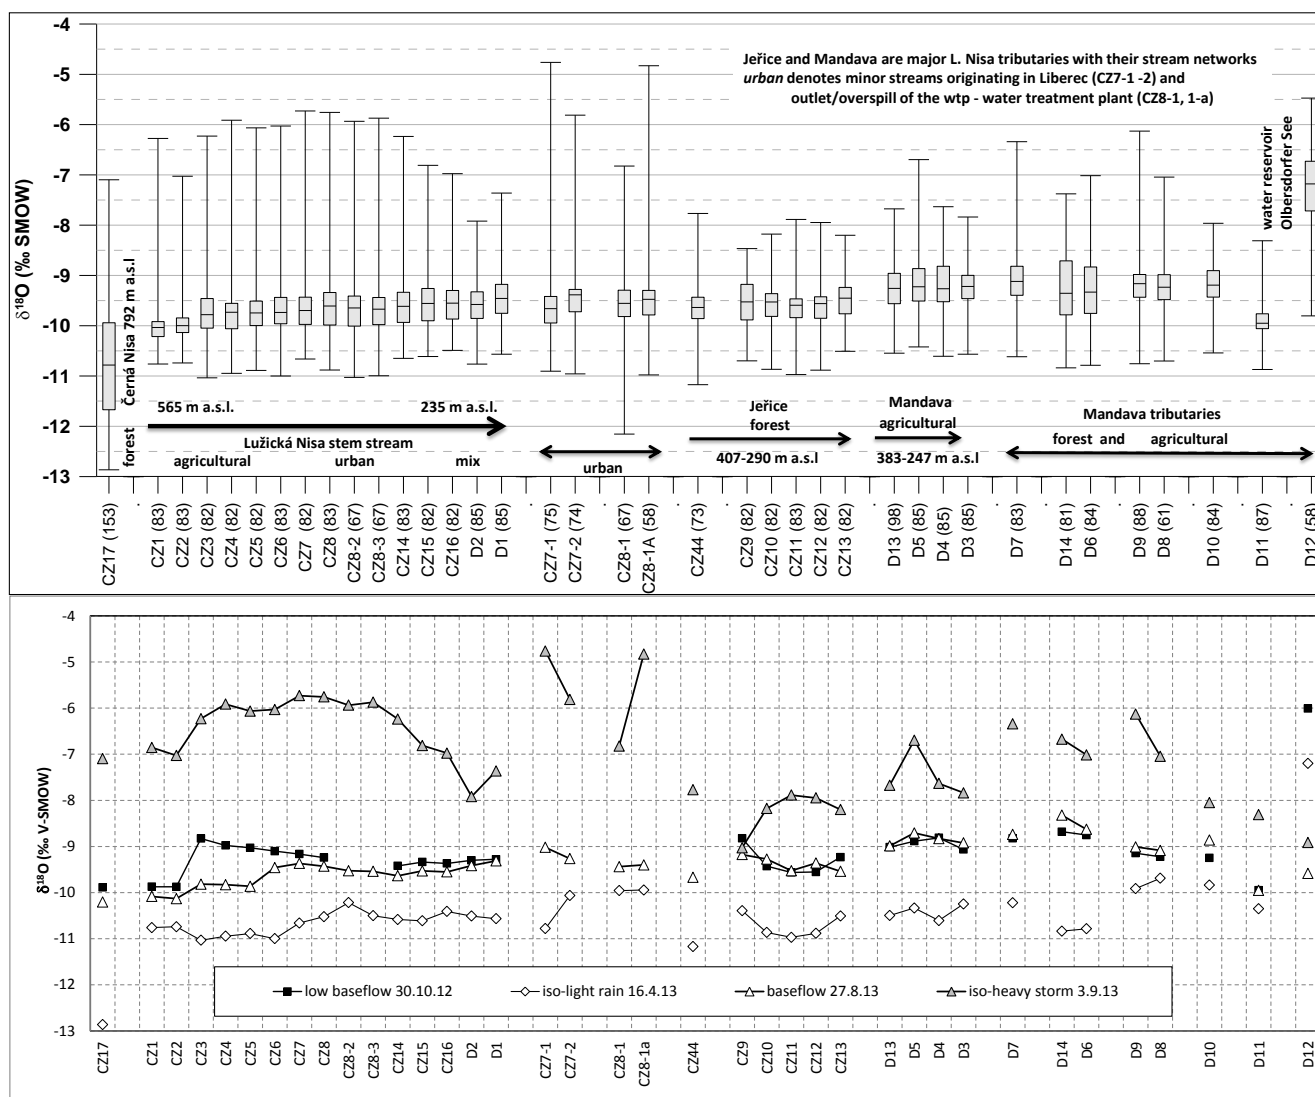 -4
-5
-6
-7
-8
-9
-10
-11
-12
-13
δ18O (‰ SMOW)
Jeřice and Mandava are major L. Nisa tributaries with their stream networks
urban denotes minor streams originating in Liberec (CZ7-1 -2) and
outlet/overspill of the wtp - water treatment plant (CZ8-1, 1-a)
forest Černá Nisa 792 m a.s.l
565 m a.s.l.
235 m a.s.l.
Lužická Nisa stem stream
agricultural urban mix
urban
Jeřice
forest
407-290 m a.s.l
Mandava
agricultural
383-247 m a.s.l
Mandava tributaries
forest and agricultural
water reservoir
Olbersdorfer See
CZ17 (153)
CZ1 (83)
CZ2 (83)
CZ3 (82)
CZ4 (82)
CZ5 (82)
CZ6 (83)
CZ7 (82)
CZ8 (83)
CZ8-2 (67)
CZ8-3 (67)
CZ14 (83)
CZ15 (82)
CZ16 (82)
D2 (85)
D1 (85)
CZ7-1 (75)
CZ7-2 (74)
CZ8-1 (67)
CZ8-1A (58)
CZ44 (73)
CZ9 (82)
CZ10 (82)
CZ11 (83)
CZ12 (82)
CZ13 (82)
D13 (98)
D5 (85)
D4 (85)
D3 (85)
D7 (83)
D14 (81)
D6 (84)
D9 (88)
D8 (61)
D10 (84)
D11 (87)
D12 (58)
-4
-5
-6
-7
-8
-9
-10
-11
-12
-13
δ18O (‰ V-SMOW)
low baseflow 30.10.12
iso-light rain 16.4.13
baseflow 27.8.13
iso-heavy storm 3.9.13
CZ17
CZ1
CZ2
CZ3
CZ4
CZ5
CZ6
CZ7
CZ8
CZ8-2
CZ8-3
CZ14
CZ15
CZ16
D2
D1
CZ7-1
CZ7-2
CZ8-1
CZ8-1a
CZ44
CZ9
CZ10
CZ11
CZ12
CZ13
D13
D5
D4
D3
D7
D14
D6
D9
D8
D10
D11
D12